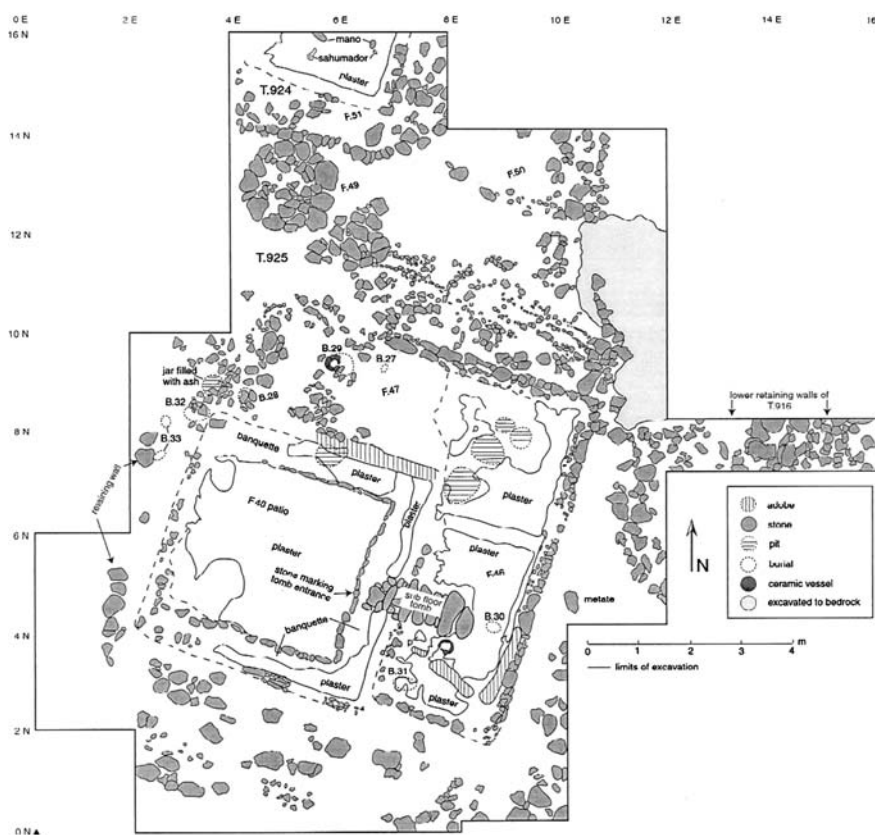 0 E
2 E
4 E
6 E
8 E
10 E
12 E
14 E
16 E
16 N
mano
sahumador
plaster
T.924
F.51
14 N
F.50
F.49
12 N
T.925
10 N
B.29
B.27
jar filled
with ash
F.47
B.28
B.32
lower retaining walls of
T.916
8 N
B.33
banquette
plaster
plaster
plaster
retaining wall
F.40 patio
6 N
plaster
F.46
plaster
stone marking
tomb entrance
sub floor
tomb
B.30
metate
4 N
banquette
P
B.31
plaster
plaster
2 N
0 N
adobe
stone
pit
burial
ceramic vessel
excavated to bedrock
N
0 1 2 3 4
m
limits of excavation